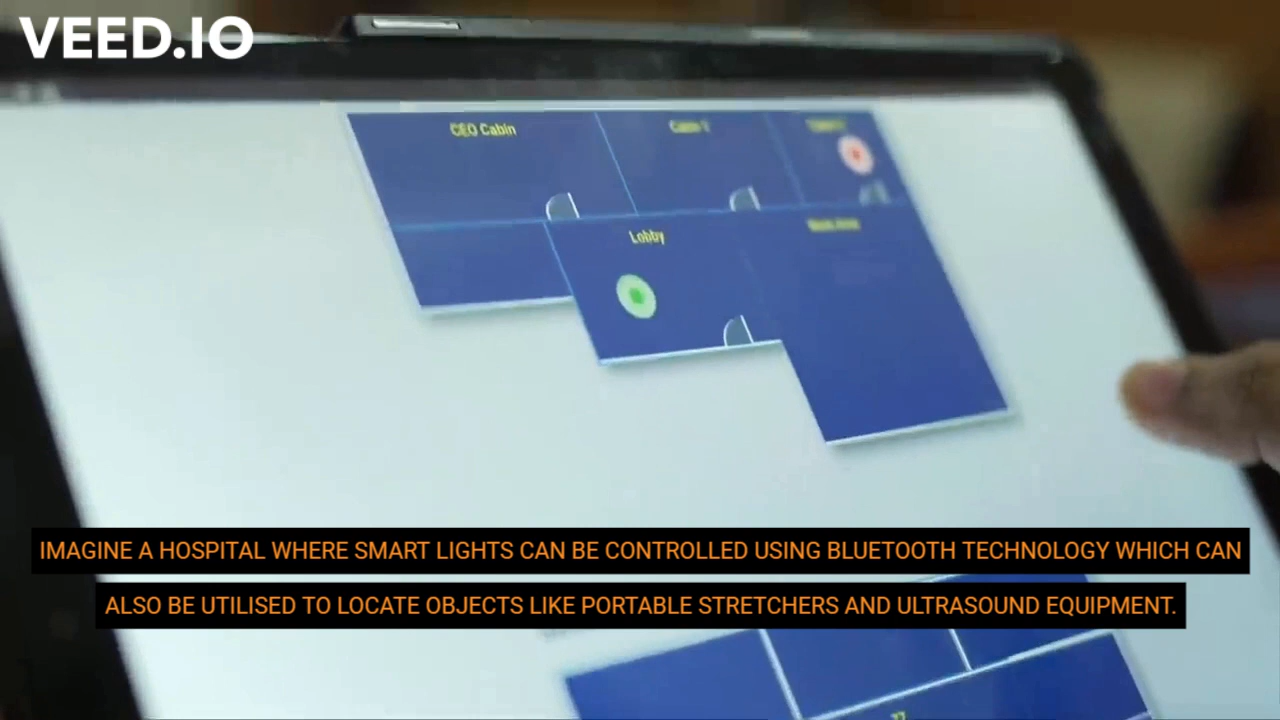 VEED.IO
CEO Cabin
Lobby
IMAGINE A HOSPITAL WHERE SMART LIGHTS CAN BE CONTROLLED USING BLUETOOTH TECHNOLOGY WHICH CAN
ALSO BE UTILISED TO LOCATE OBJECTS LIKE PORTABLE STRETCHERS AND ULTRASOUND EQUIPMENT.